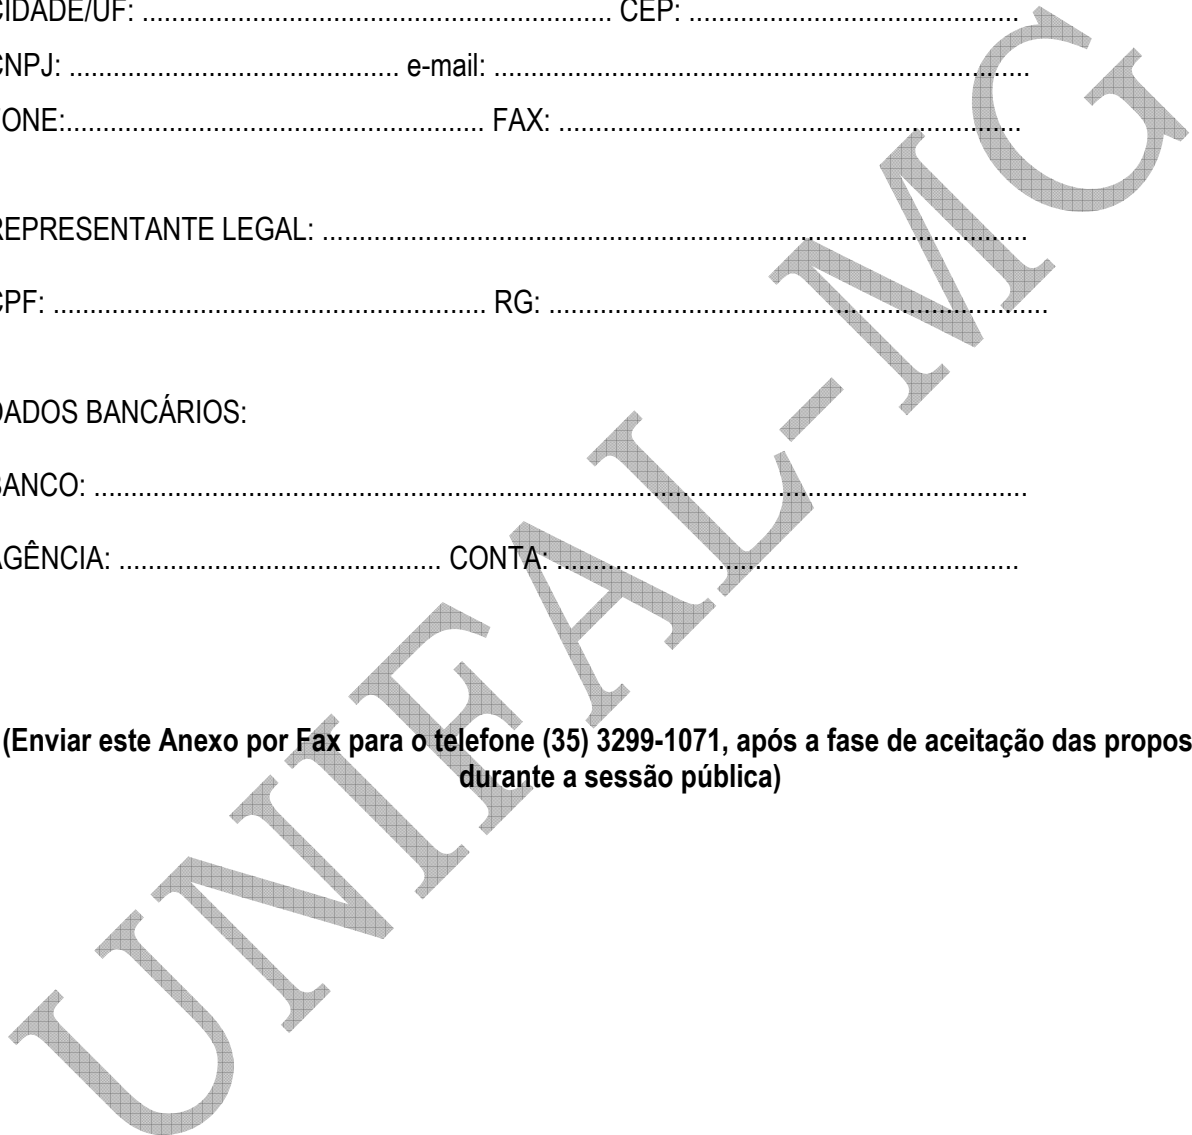 CIDADE/UF: ................................................................ CEP: .............................................
CNPJ: ............................................. e-mail: .........................................................................
FONE:......................................................... FAX: ...............................................................
REPRESENTANTE LEGAL: ................................................................................................
CPF: ........................................................... RG: ....................................................................
DADOS BANCÁRIOS:
BANCO: ...............................................................................................................................
AGÊNCIA: ............................................ CONTA: ...............................................................
(Enviar este Anexo por Fax para o telefone (35) 3299-1071, após a fase de aceitação das propos
durante a sessão pública)
UNIFAL-MG